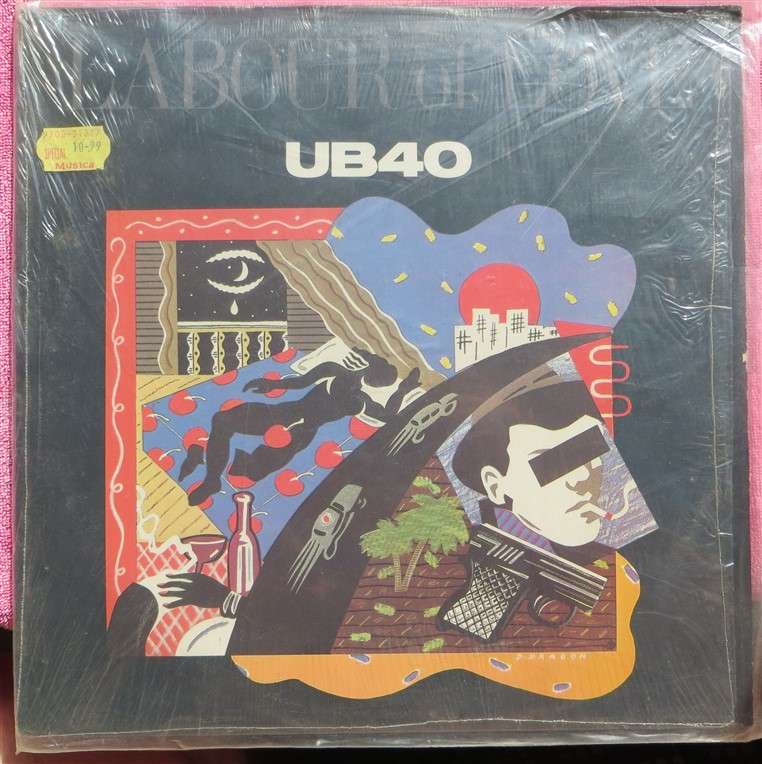 LABOUR of LOVE
UB40
SPECIAL 10-99
Musica